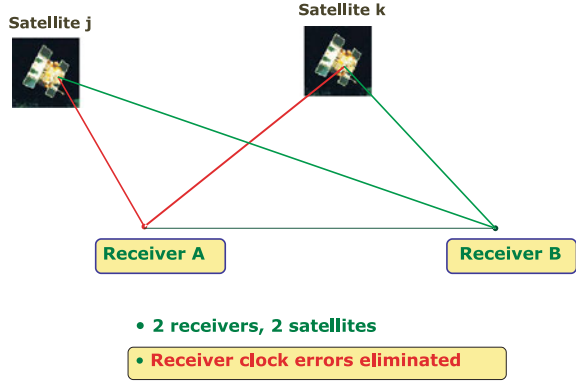 Satellite j
Satellite k
Receiver A
Receiver B
• 2 receivers, 2 satellites
• Receiver clock errors eliminated